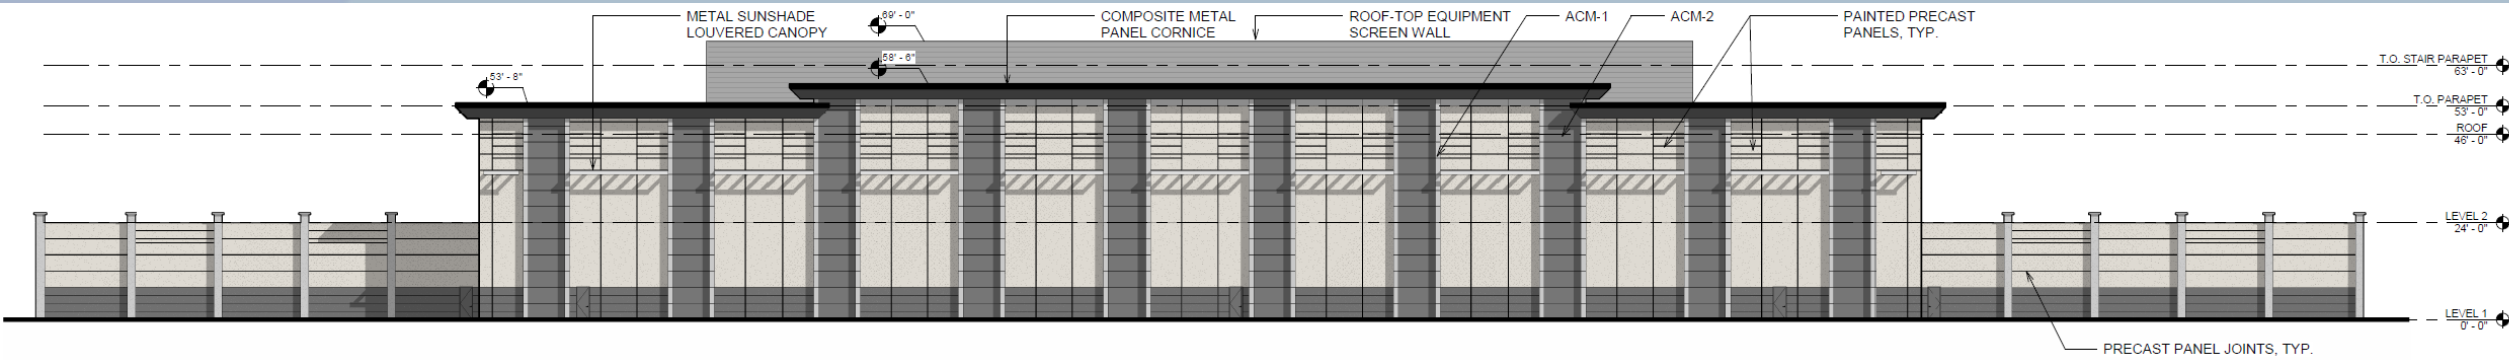 METAL SUNSHADE
LOUVERED CANOPY
69' - 0"
58' - 6"
53' - 8"
COMPOSITE METAL
PANEL CORNICE
ROOF-TOP EQUIPMENT
SCREEN WALL
ACM-1
ACM-2
PAINTED PRECAST
PANELS, TYP.
T.O. STAIR PARAPET
63' - 0"
T.O. PARAPET
53' - 0"
ROOF
46' - 0"
LEVEL 2
24' - 0"
LEVEL 1
0' - 0"
PRECAST PANEL JOINTS, TYP.